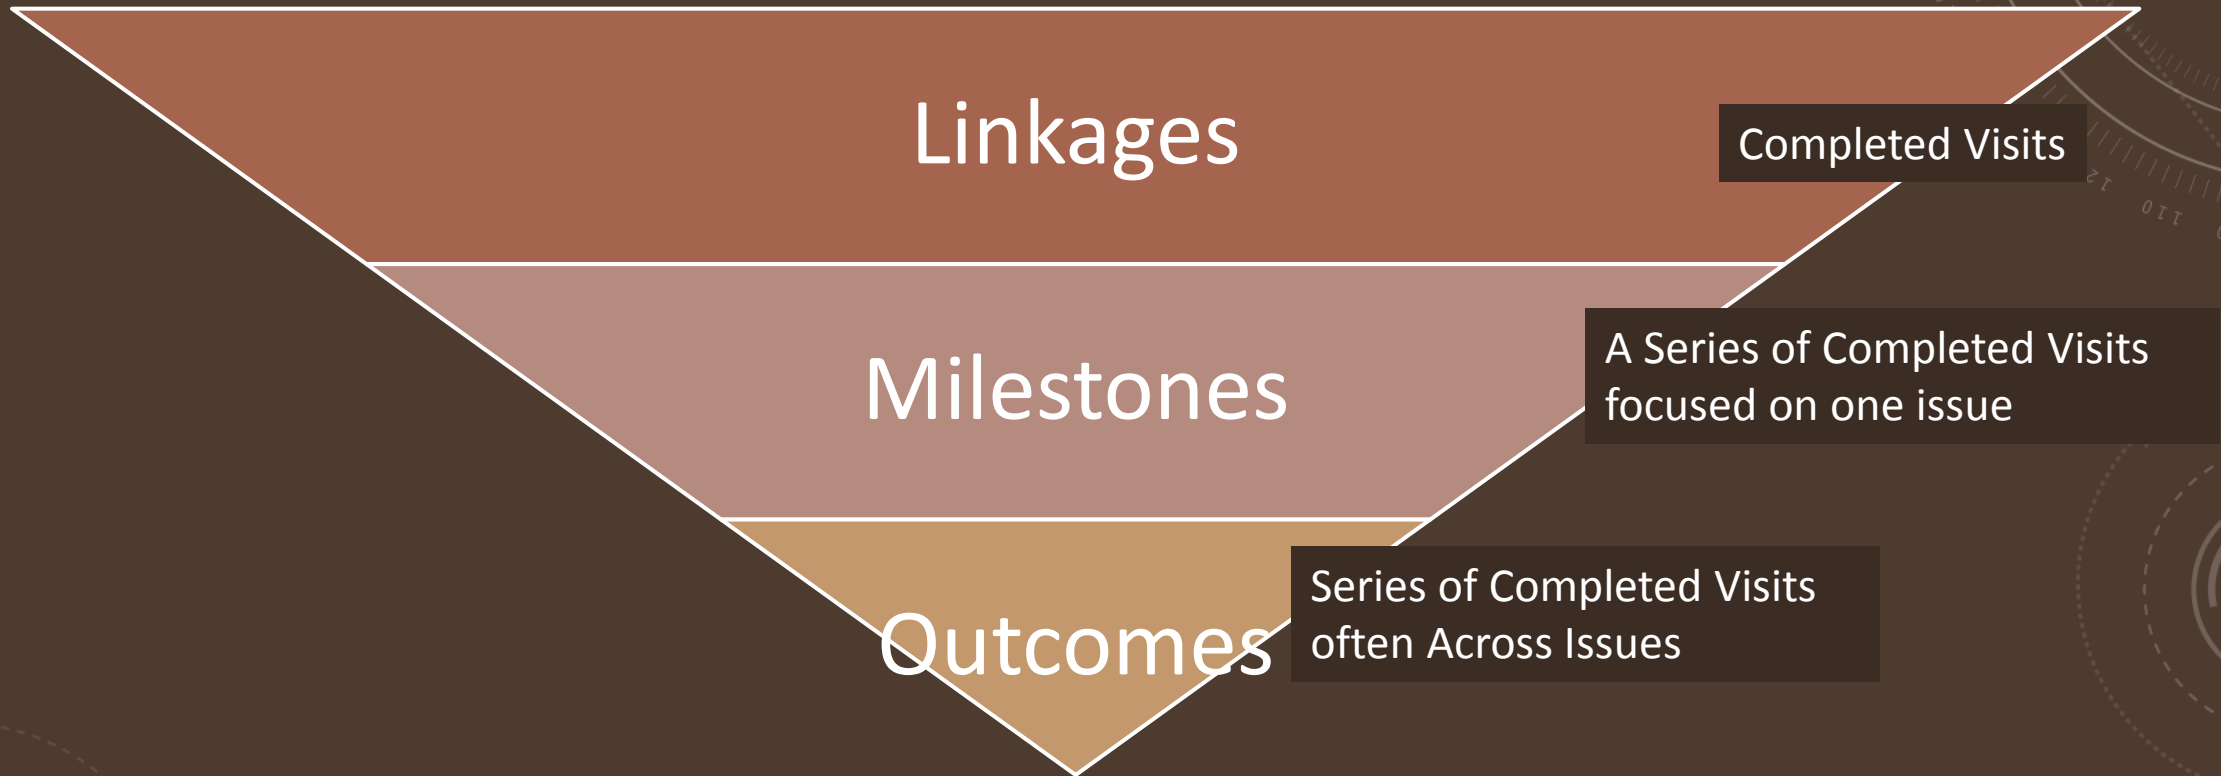 Linkages
Completed Visits
Milestones
A Series of Completed Visits
focused on one issue
Outcomes
Series of Completed Visits
often Across Issues
110